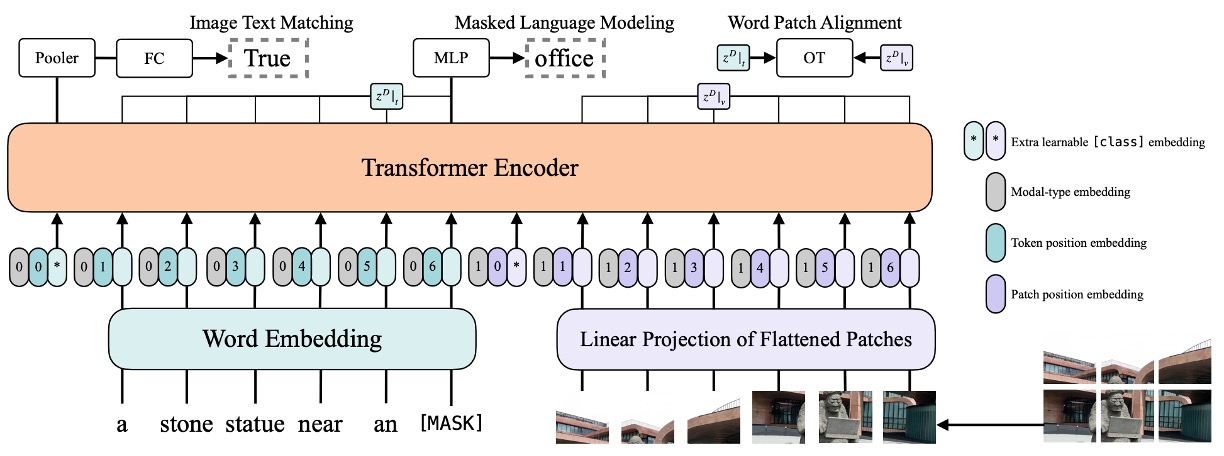 Image Text Matching
Masked Language Modeling
Word Patch Alignment
Pooler
FC
True
MLP
office
z^D|_t
OT
z^D|_v
z^D|_t
z^D|_v
Transformer Encoder
* * Extra learnable [class] embedding
Modal-type embedding
Token position embedding
Patch position embedding
0 0 * 0 1 0 2 0 3 0 4 0 5 0 6 1 0 * 1 1 1 2 1 3 1 4 1 5 1 6
Word Embedding
Linear Projection of Flattened Patches
a stone statue near an [MASK]